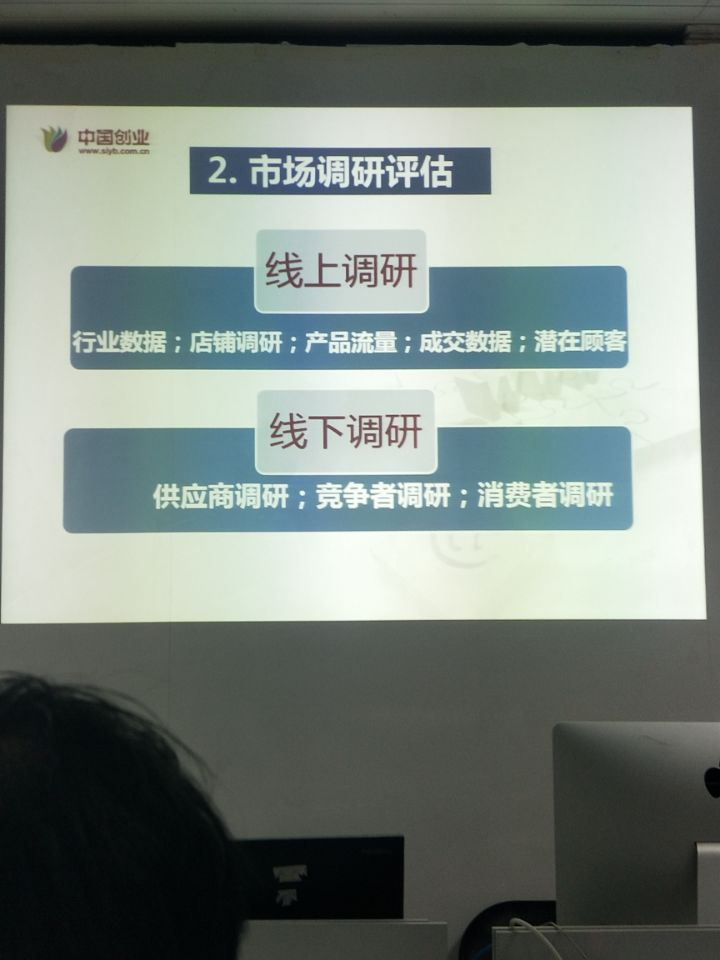 中国创业
www.siyb.com.cn
2. 市场调研评估
线上调研
行业数据；店铺调研；产品流量；成交数据；潜在顾客
线下调研
供应商调研；竞争者调研；消费者调研